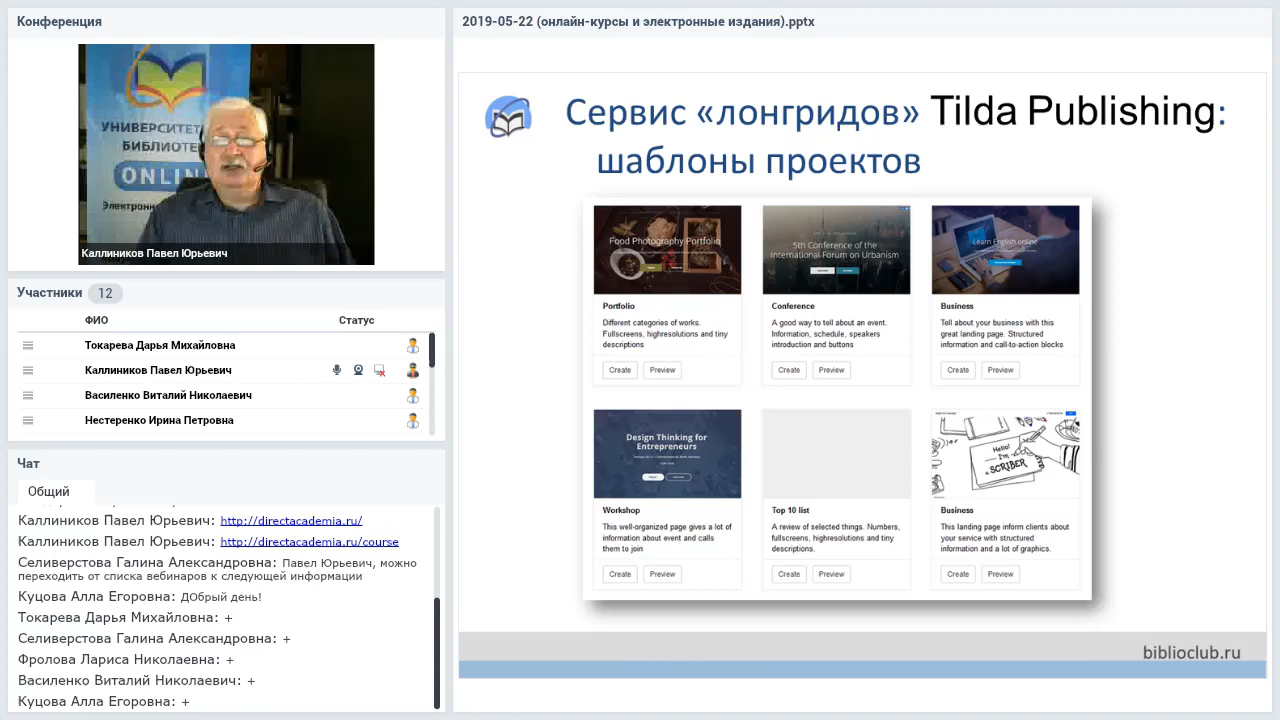 Конференция
УНИВЕРСИТЕТ
БИБЛИОТЕ
ONLIN
Электронн
Каллиников Павел Юрьевич
Участники 12
ФИО Статус
Токарева Дарья Михайловна
Каллиников Павел Юрьевич
Василенко Виталий Николаевич
Нестеренко Ирина Петровна
Чат
Общий
Каллиников Павел Юрьевич: http://directacademia.ru/
Каллиников Павел Юрьевич: http://directacademia.ru/course
Селиверстова Галина Александровна: Павел Юрьевич, можно
переходить от списка вебинаров к следующей информации
Куцова Алла Егоровна: ДОбрый день!
Токарева Дарья Михайловна: +
Селиверстова Галина Александровна: +
Фролова Лариса Николаевна: +
Василенко Виталий Николаевич: +
Куцова Алла Егоровна: +
2019-05-22 (онлайн-курсы и электронные издания).pptx
Сервис «лонгридов» Tilda Publishing:
шаблоны проектов
Food Photography Portfolio
Portfolio
Different categories of works.
Fullscreens, highresolutions and tiny
descriptions
Create Preview
5th Conference of the
International Forum on Urbanism
Conference
A good way to tell about an event.
Information, schedule, speakers
introduction and buttons
Create Preview
Learn English online
Business
Tell about your business with this
great landing page. Structured
information and call-to-action blocks
Create Preview
Design Thinking for
Entrepreneurs
Workshop
This well-organized page gives a lot of
information about event and calls
them to join
Create Preview
Top 10 list
A review of selected things. Numbers,
fullscreens, highresolutions and tiny
descriptions.
Create Preview
Hello!
I'm a
SCRIBER
Business
This landing page inform clients about
your service with structured
information and a lot of graphics.
Create Preview
biblioclub.ru